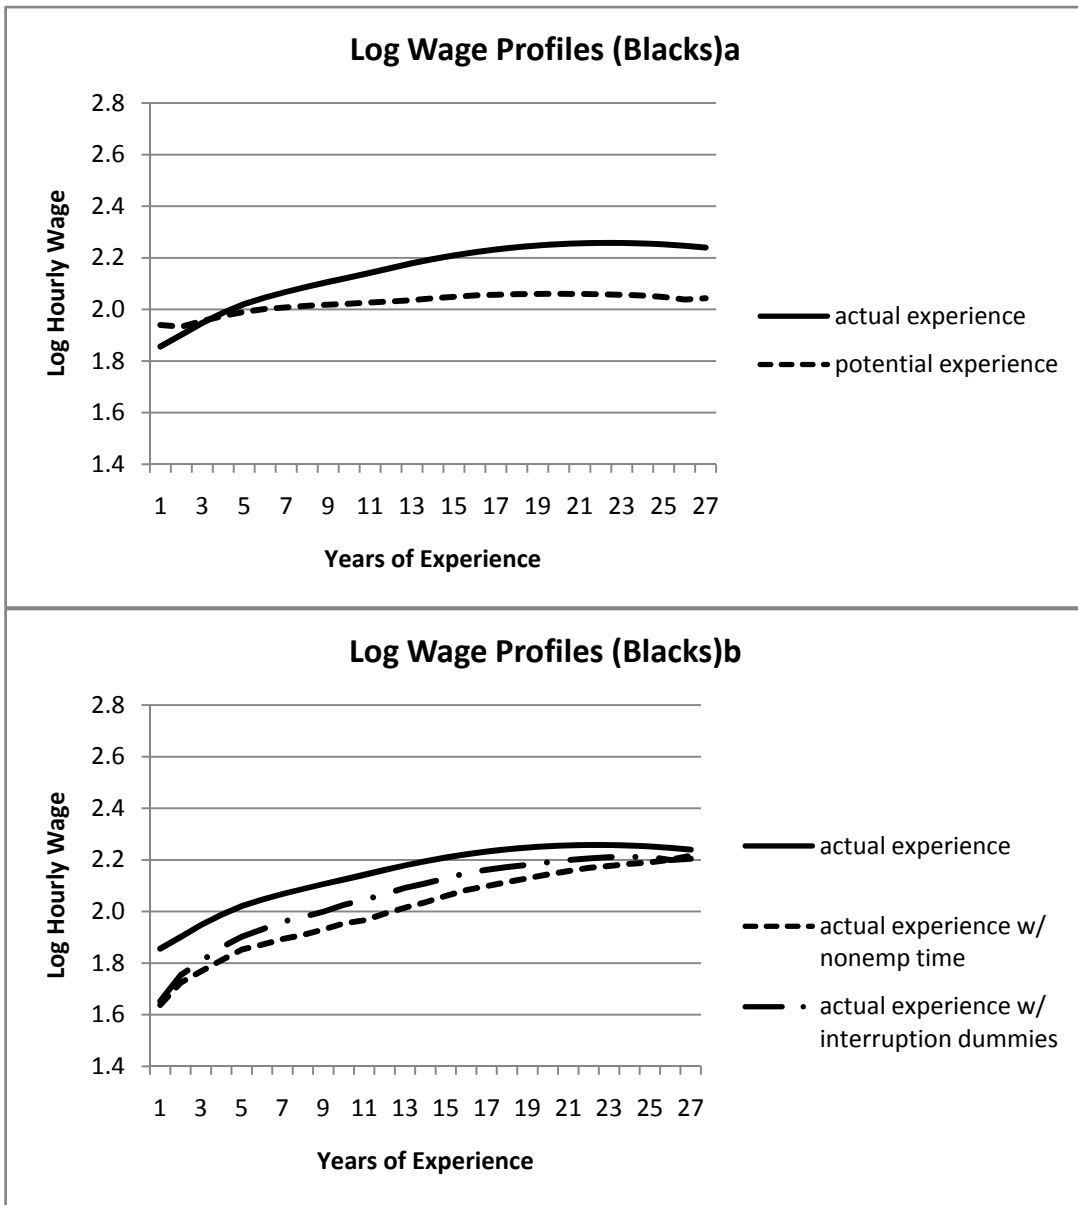 Log Wage Profiles (Blacks)a
Log Hourly Wage
2.8
2.6
2.4
2.2
2.0
1.8
1.6
1.4
1 3 5 7 9 11 13 15 17 19 21 23 25 27
Years of Experience
actual experience
potential experience
Log Wage Profiles (Blacks)b
Log Hourly Wage
2.8
2.6
2.4
2.2
2.0
1.8
1.6
1.4
1 3 5 7 9 11 13 15 17 19 21 23 25 27
Years of Experience
actual experience
actual experience w/
nonemp time
actual experience w/
interruption dummies